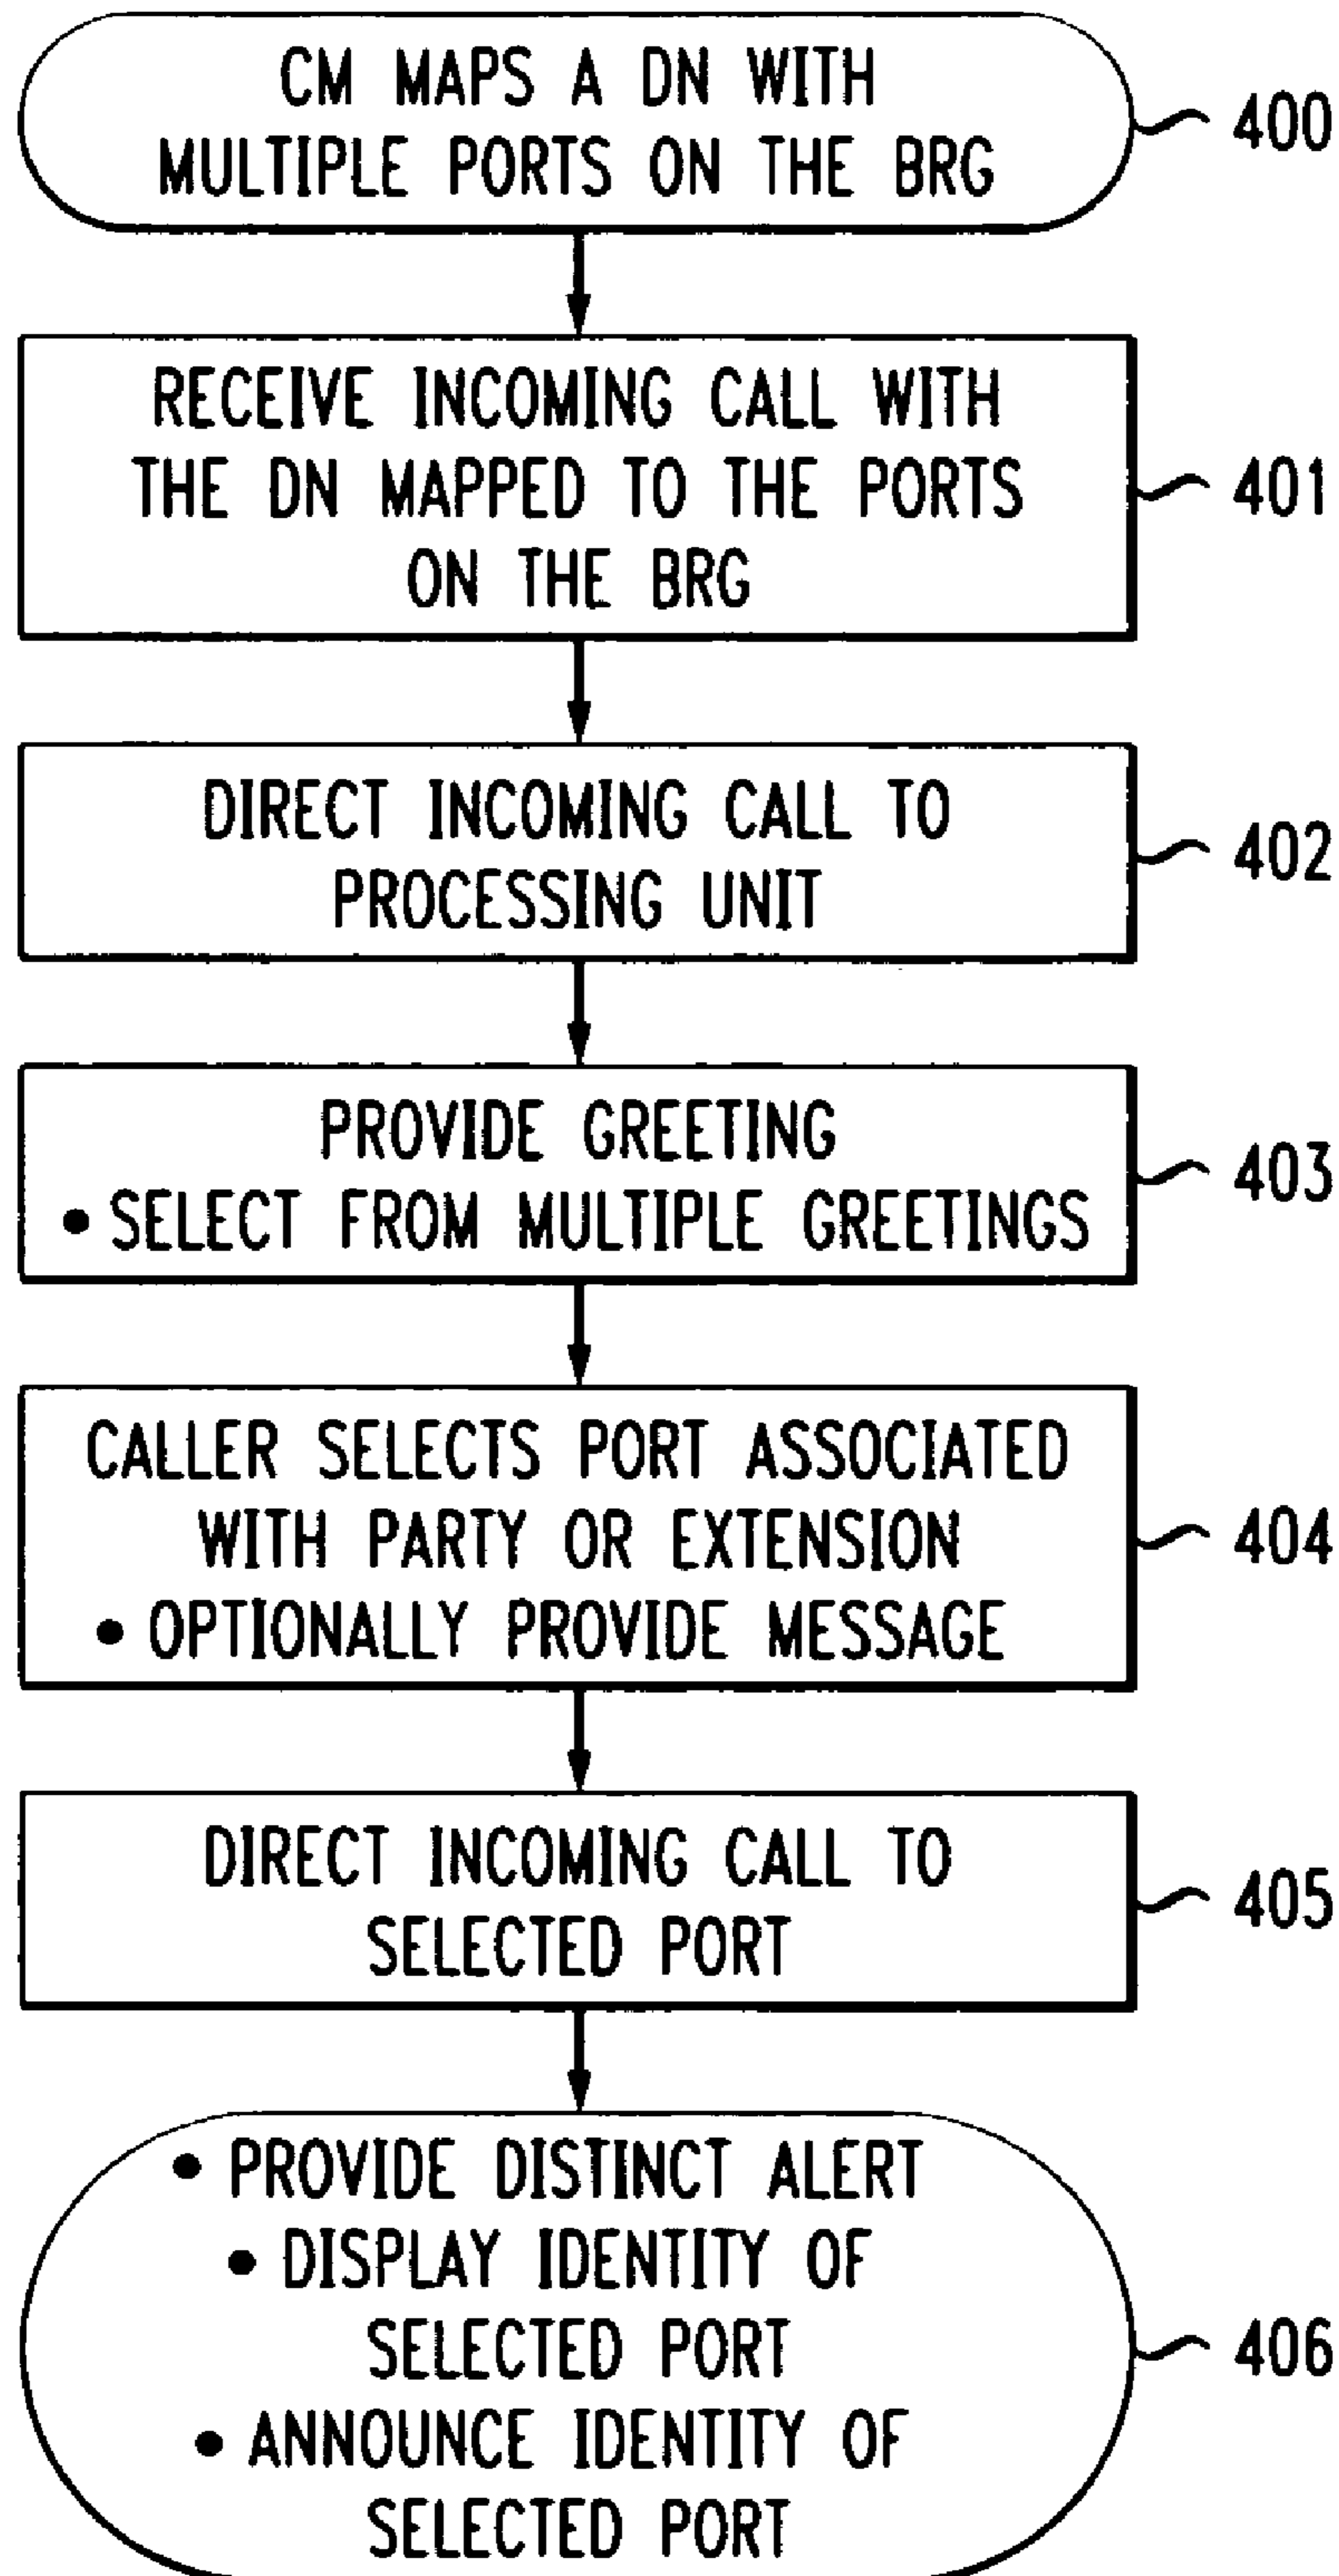 CM MAPS A DN WITH
MULTIPLE PORTS ON THE BRG
400
RECEIVE INCOMING CALL WITH
THE DN MAPPED TO THE PORTS
ON THE BRG
401
DIRECT INCOMING CALL TO
PROCESSING UNIT
402
PROVIDE GREETING
• SELECT FROM MULTIPLE GREETINGS
403
CALLER SELECTS PORT ASSOCIATED
WITH PARTY OR EXTENSION
• OPTIONALLY PROVIDE MESSAGE
404
DIRECT INCOMING CALL TO
SELECTED PORT
405
• PROVIDE DISTINCT ALERT
• DISPLAY IDENTITY OF
SELECTED PORT
• ANNOUNCE IDENTITY OF
SELECTED PORT
406